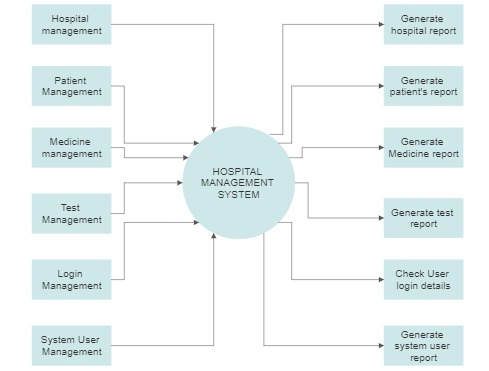 Hospital
management
Patient
Management
Medicine
management
Test
Management
Login
Management
System User
Management
HOSPITAL
MANAGEMENT
SYSTEM
Generate
hospital report
Generate
patient's report
Generate
Medicine report
Generate test
report
Check User
login details
Generate
system user
report